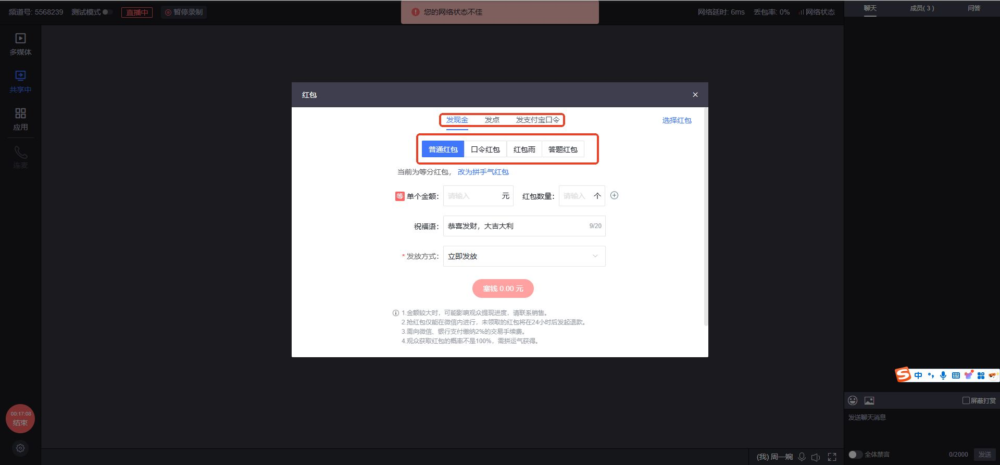 频道号: 5568239 测试模式 直播中 暂停录制 您的网络状态不佳 网络延时: 6ms 丢包率: 0% 网络状态
聊天 成员( 3 ) 问答
多媒体
共享中
应用
连麦
红包
发现金 发点 发支付宝口令 选择红包
普通红包 口令红包 红包雨 答题红包
当前为等分红包， 改为拼手气红包
等 单个金额： 请输入 元 红包数量： 请输入 个
祝福语： 恭喜发财，大吉大利 9/20
* 发放方式： 立即发放
塞钱 0.00 元
1.金额较大时，可能影响观众提现进度，请联系销售。
2.抢红包仅能在微信内进行，未领取的红包将在24小时后发起退款。
3.需向微信、银行支付缴纳2%的交易手续费。
4.观众获取红包的概率不是100%，需拼运气获得。
S 中
屏蔽打赏
发送聊天消息
00:17:08
结束
(我) 周一婉
全体禁言 0/2000 发送